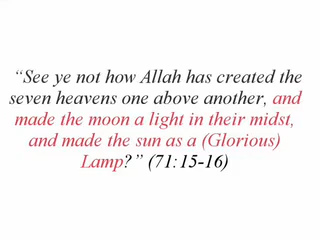 “See ye not how Allah has created the
seven heavens one above another, and
made the moon a light in their midst,
and made the sun as a (Glorious)
Lamp?” (71:15-16)